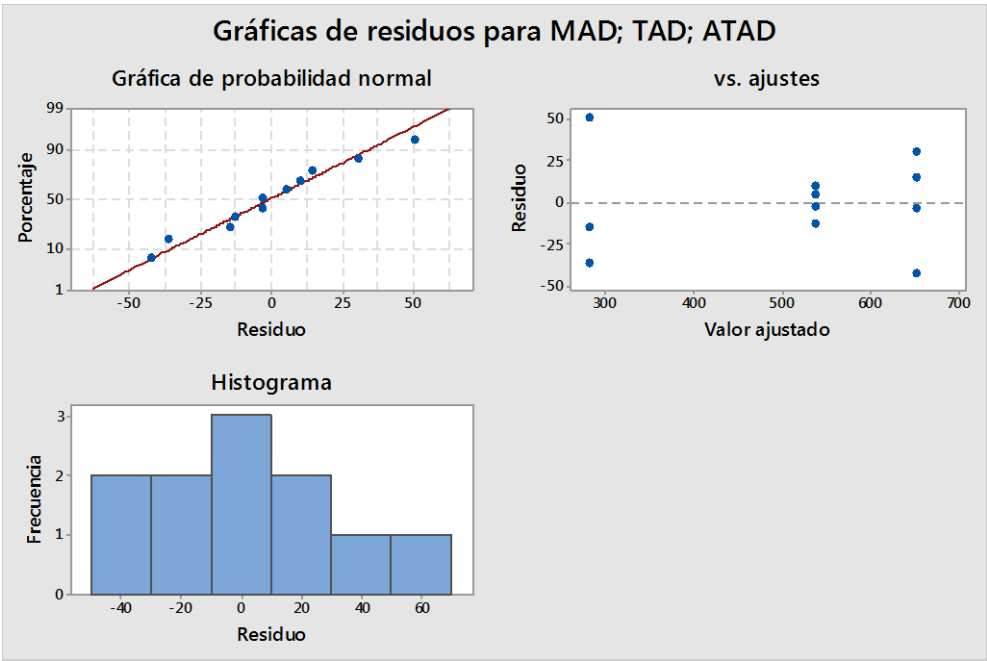 Gráficas de residuos para MAD; TAD; ATAD
Gráfica de probabilidad normal
99
90
50
10
1
Porcentaje
-50 -25 0 25 50
Residuo
vs. ajustes
50
25
0
-25
-50
Residuo
300 400 500 600 700
Valor ajustado
Histograma
3
2
1
0
Frecuencia
-40 -20 0 20 40 60
Residuo